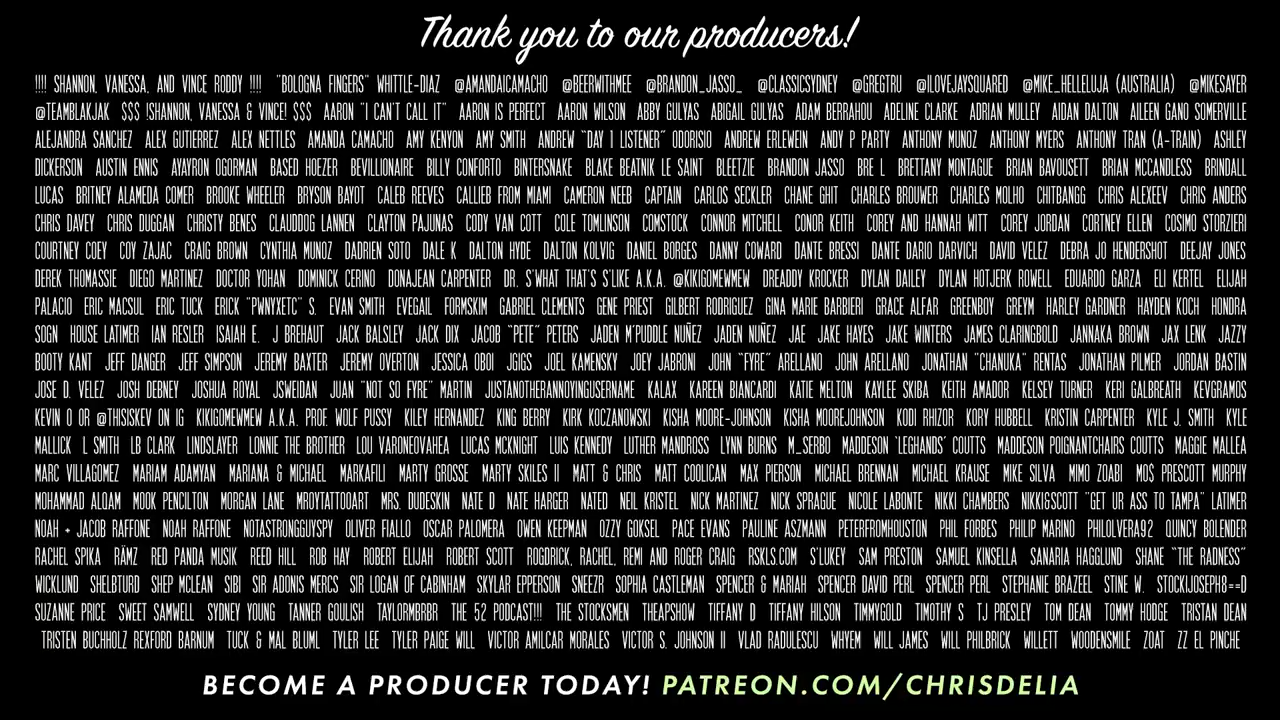 Thank you to our producers!
!!!! SHANNON, VANESSA, AND VINCE RODDY !!!! "BOLOGNA FINGERS" WHITTLE-DIAZ @AMANDAICAMACHO @BEERWITHMEE @BRANDON_JASSO_ @CLASSICSYDNEY @GREGTRU @ILOVEJAYSQUARED @MIKE_HELLELUJA (AUSTRALIA) @MIKESAYER
@TEAMBLAKJAK $$$ !SHANNON, VANESSA & VINCE! $$$ AARON "I CAN'T CALL IT" AARON IS PERFECT AARON WILSON ABBY GULYAS ABIGAIL GULYAS ADAM BERRAHOU ADELINE CLARKE ADRIAN MULLEY AIDAN DALTON AILEEN GANO SOMERVILLE
ALEJANDRA SANCHEZ ALEX GUTIERREZ ALEX NETTLES AMANDA CAMACHO AMY KENYON AMY SMITH ANDREW "DAY 1 LISTENER" ODORISIO ANDREW ERLEWEIN ANDY P PARTY ANTHONY MUNOZ ANTHONY MYERS ANTHONY TRAN (A-TRAIN) ASHLEY
DICKERSON AUSTIN ENNIS AYAYRON OGORMAN BASED HOEZER BEVILLIONAIRE BILLY CONFORTO BINTERSNAKE BLAKE BEATNIK LE SAINT BLEETZIE BRANDON JASSO BRE L BRETTANY MONTAGUE BRIAN BAVOUSETT BRIAN MCCANDLESS BRINDALL
LUCAS BRITNEY ALAMEDA COMER BROOKE WHEELER BRYSON BAYOT CALEB REEVES CALLIEB FROM MIAMI CAMERON NEEB CAPTAIN CARLOS SECKLER CHANE GHIT CHARLES BROUWER CHARLES MOLHO CHITBANGG CHRIS ALEXEEV CHRIS ANDERS
CHRIS DAVEY CHRIS DUGGAN CHRISTY BENES CLAUDDOG LANNEN CLAYTON PAJUNAS CODY VAN COTT COLE TOMLINSON COMSTOCK CONNOR MITCHELL CONOR KEITH COREY AND HANNAH WITT COREY JORDAN CORTNEY ELLEN COSIMO STORZIERI
COURTNEY COEY COY ZAJAC CRAIG BROWN CYNTHIA MUNOZ DADRIEN SOTO DALE K DALTON HYDE DALTON KOLVIG DANIEL BORGES DANNY COWARD DANTE BRESSI DANTE DARIO DARVICH DAVID VELEZ DEBRA JO HENDERSHOT DEEJAY JONES
DEREK THOMASSIE DIEGO MARTINEZ DOCTOR YOHAN DOMINICK CERINO DONAJEAN CARPENTER DR. S'WHAT THAT'S S'LIKE A.K.A. @KIKIGOMEWMEW DREADDY KROCKER DYLAN DAILEY DYLAN HOTJERK ROWELL EDUARDO GARZA ELI KERTEL ELIJAH
PALACIO ERIC MACSUL ERIC TUCK ERICK "PWNYXETC" S. EVAN SMITH EVEGAIL FORMSKIM GABRIEL CLEMENTS GENE PRIEST GILBERT RODRIGUEZ GINA MARIE BARBIERI GRACE ALFAR GREENBOY GREYM HARLEY GARDNER HAYDEN KOCH HONDRA
SOGN HOUSE LATIMER IAN RESLER ISAIAH E. J BREHAUT JACK BALSLEY JACK DIX JACOB "PETE" PETERS JADEN M'PUDDLE NUÑEZ JADEN NUÑEZ JAE JAKE HAYES JAKE WINTERS JAMES CLARINGBOLD JANNAKA BROWN JAX LENK JAZZY
BOOTY KANT JEFF DANGER JEFF SIMPSON JEREMY BAXTER JEREMY OVERTON JESSICA OBOI JGIGS JOEL KAMENSKY JOEY JABRONI JOHN "FYRE" ARELLANO JOHN ARELLANO JONATHAN "CHANUKA" RENTAS JONATHAN PILMER JORDAN BASTIN
JOSE D. VELEZ JOSH DEBNEY JOSHUA ROYAL JSWEIDAN JUAN "NOT SO FYRE" MARTIN JUSTANOTHERANNOYINGUSERNAME KALAX KAREEN BIANCARDI KATIE MELTON KAYLEE SKIBA KEITH AMADOR KELSEY TURNER KERI GALBREATH KEVGRAMOS
KEVIN O OR @THISISKEV ON IG KIKIGOMEWMEW A.K.A. PROF. WOLF PUSSY KILEY HERNANDEZ KING BERRY KIRK KOCZANOWSKI KISHA MOORE-JOHNSON KISHA MOOREJOHNSON KODI RHIZOR KORY HUBBELL KRISTIN CARPENTER KYLE J. SMITH KYLE
MALLICK L SMITH LB CLARK LINDSLAYER LONNIE THE BROTHER LOU VARONEOVAHEA LUCAS MCKNIGHT LUIS KENNEDY LUTHER MANDROSS LYNN BURNS M_SERBO MADDESON 'LEGHANDS' COUTTS MADDESON POIGNANTCHAIRS COUTTS MAGGIE MALLEA
MARC VILLAGOMEZ MARIAM ADAMYAN MARIANA & MICHAEL MARKAFILI MARTY GROSSE MARTY SKILES II MATT & CHRIS MATT COOLICAN MAX PIERSON MICHAEL BRENNAN MICHAEL KRAUSE MIKE SILVA MIMO ZOABI MO$ PRESCOTT MURPHY
MOHAMMAD ALQAM MOOK PENCILTON MORGAN LANE MROYTATTOOART MRS. DUDESKIN NATE D NATE HARGER NATED NEIL KRISTEL NICK MARTINEZ NICK SPRAGUE NICOLE LABONTE NIKKI CHAMBERS NIKKI&SCOTT "GET UR ASS TO TAMPA" LATIMER
NOAH + JACOB RAFFONE NOAH RAFFONE NOTASTRONGGUYSPY OLIVER FIALLO OSCAR PALOMERA OWEN KEEPMAN OZZY GOKSEL PACE EVANS PAULINE ASZMANN PETERFROMHOUSTON PHIL FORBES PHILIP MARINO PHILOLVERA92 QUINCY BOLENDER
RACHEL SPIKA RÄMZ RED PANDA MUSIK REED HILL ROB HAY ROBERT ELIJAH ROBERT SCOTT ROGDRICK, RACHEL, REMI AND ROGER CRAIG RSKLS.COM S'LUKEY SAM PRESTON SAMUEL KINSELLA SANARIA HAGGLUND SHANE "THE RADNESS"
WICKLUND SHELBTURD SHEP MCLEAN SIBI SIR ADONIS MERCS SIR LOGAN OF CABINHAM SKYLAR EPPERSON SNEEZR SOPHIA CASTLEMAN SPENCER & MARIAH SPENCER DAVID PERL SPENCER PERL STEPHANIE BRAZEEL STINE W. STOCKIJOSEPH8==D
SUZANNE PRICE SWEET SAMWELL SYDNEY YOUNG TANNER GOULISH TAYLORMBRBR THE 52 PODCAST!!! THE STOCKSMEN THEAPSHOW TIFFANY D TIFFANY HILSON TIMMYGOLD TIMOTHY S TJ PRESLEY TOM DEAN TOMMY HODGE TRISTAN DEAN
TRISTEN BUCHHOLZ REXFORD BARNUM TUCK & MAL BLUML TYLER LEE TYLER PAIGE WILL VICTOR AMILCAR MORALES VICTOR S. JOHNSON II VLAD RADULESCU WHYEM WILL JAMES WILL PHILBRICK WILLETT WOODENSMILE ZOAT ZZ EL PINCHE
BECOME A PRODUCER TODAY! PATREON.COM/CHRISDELIA